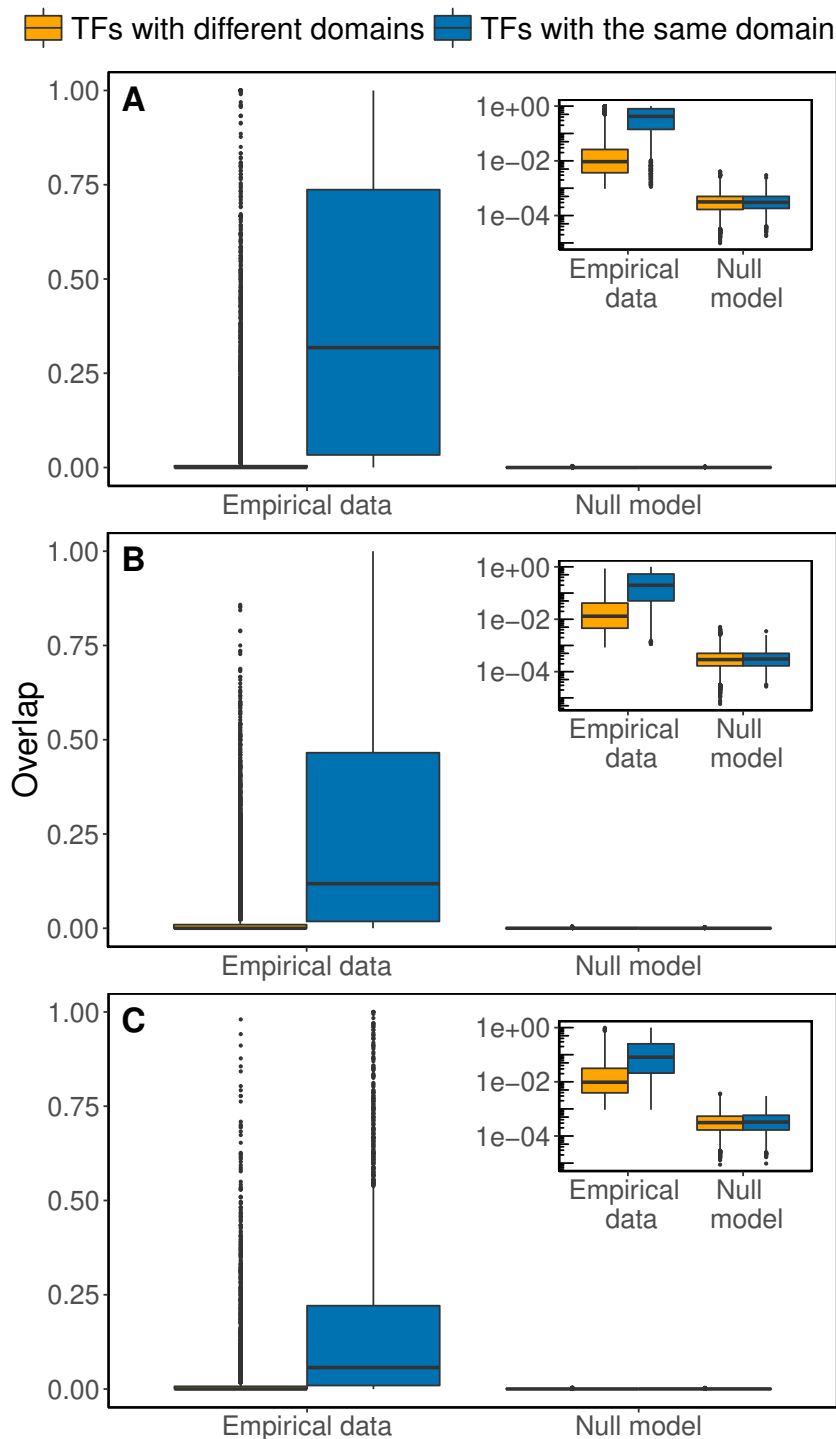 TFs with different domains TFs with the same domain
A
1.00
0.75
0.50
0.25
0.00
Empirical data Null model
1e+00
1e−02
1e−04
Empirical Null
data model
Overlap
B
1.00
0.75
0.50
0.25
0.00
Empirical data Null model
1e+00
1e−02
1e−04
Empirical Null
data model
C
1.00
0.75
0.50
0.25
0.00
Empirical data Null model
1e+00
1e−02
1e−04
Empirical Null
data model